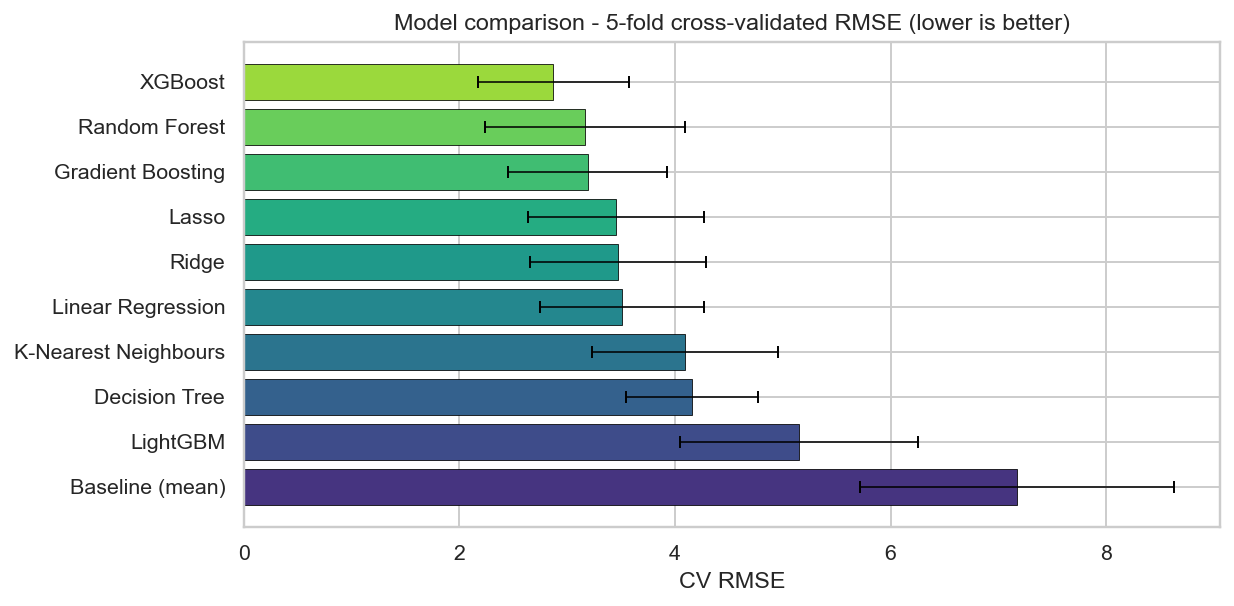 Model comparison - 5-fold cross-validated RMSE (lower is better)
XGBoost
Random Forest
Gradient Boosting
Lasso
Ridge
Linear Regression
K-Nearest Neighbours
Decision Tree
LightGBM
Baseline (mean)
0 2 4 6 8
CV RMSE